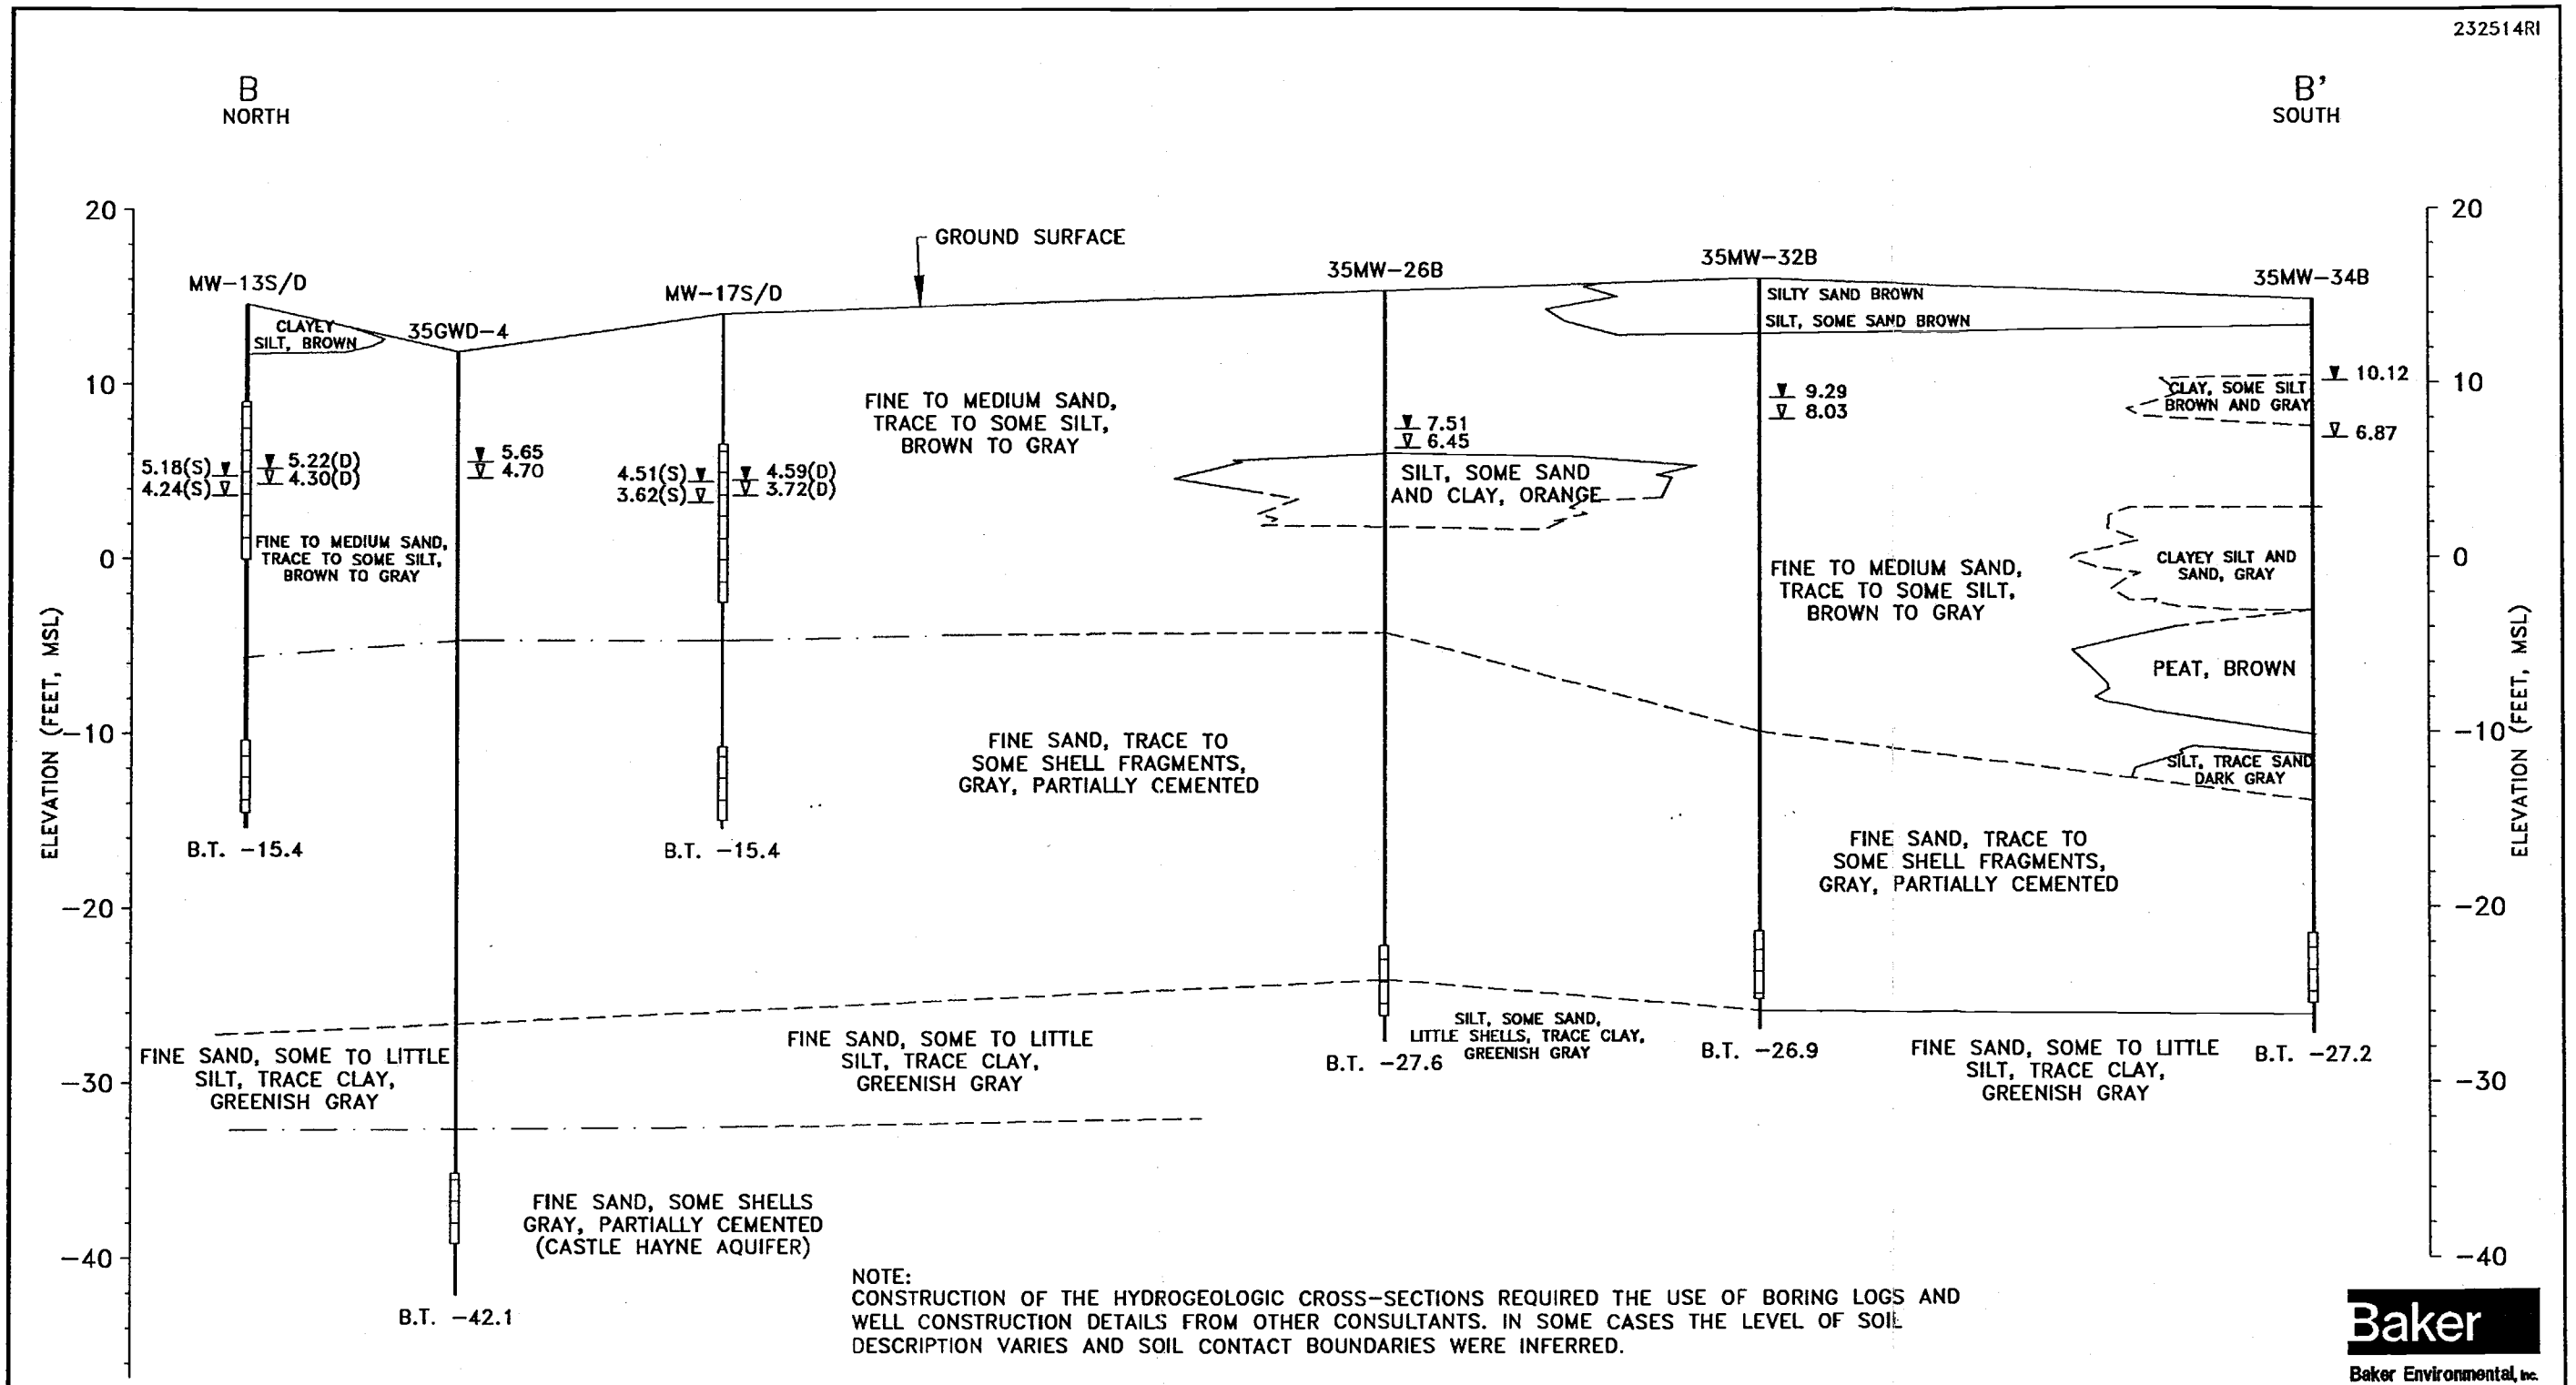 232514RI
B
NORTH
B'
SOUTH
20
10
0
-10
-20
-30
-40
ELEVATION (FEET, MSL)
MW-13S/D
CLAYEY
SILT, BROWN
35GWD-4
MW-17S/D
GROUND SURFACE
35MW-26B
35MW-32B
35MW-34B
SILTY SAND BROWN
SILT, SOME SAND BROWN
5.18(S)
4.24(S)
5.22(D)
4.30(D)
5.65
4.70
4.51(S)
3.62(S)
4.59(D)
3.72(D)
7.51
6.45
9.29
8.03
10.12
6.87
FINE TO MEDIUM SAND,
TRACE TO SOME SILT,
BROWN TO GRAY
FINE TO MEDIUM SAND,
TRACE TO SOME SILT,
BROWN TO GRAY
SILT, SOME SAND
AND CLAY, ORANGE
FINE TO MEDIUM SAND,
TRACE TO SOME SILT,
BROWN TO GRAY
CLAY, SOME SILT
BROWN AND GRAY
CLAYEY SILT AND
SAND, GRAY
PEAT, BROWN
SILT, TRACE SAND
DARK GRAY
FINE SAND, TRACE TO
SOME SHELL FRAGMENTS,
GRAY, PARTIALLY CEMENTED
FINE SAND, TRACE TO
SOME SHELL FRAGMENTS,
GRAY, PARTIALLY CEMENTED
B.T. -15.4
B.T. -15.4
FINE SAND, SOME TO LITTLE
SILT, TRACE CLAY,
GREENISH GRAY
FINE SAND, SOME TO LITTLE
SILT, TRACE CLAY,
GREENISH GRAY
B.T. -27.6
SILT, SOME SAND,
LITTLE SHELLS, TRACE CLAY,
GREENISH GRAY
B.T. -26.9
FINE SAND, SOME TO LITTLE
SILT, TRACE CLAY,
GREENISH GRAY
B.T. -27.2
FINE SAND, SOME SHELLS
GRAY, PARTIALLY CEMENTED
(CASTLE HAYNE AQUIFER)
B.T. -42.1
20
10
0
-10
-20
-30
-40
ELEVATION (FEET, MSL)
NOTE:
CONSTRUCTION OF THE HYDROGEOLOGIC CROSS-SECTIONS REQUIRED THE USE OF BORING LOGS AND
WELL CONSTRUCTION DETAILS FROM OTHER CONSULTANTS. IN SOME CASES THE LEVEL OF SOIL
DESCRIPTION VARIES AND SOIL CONTACT BOUNDARIES WERE INFERRED.
Baker
Baker Environmental, Inc.